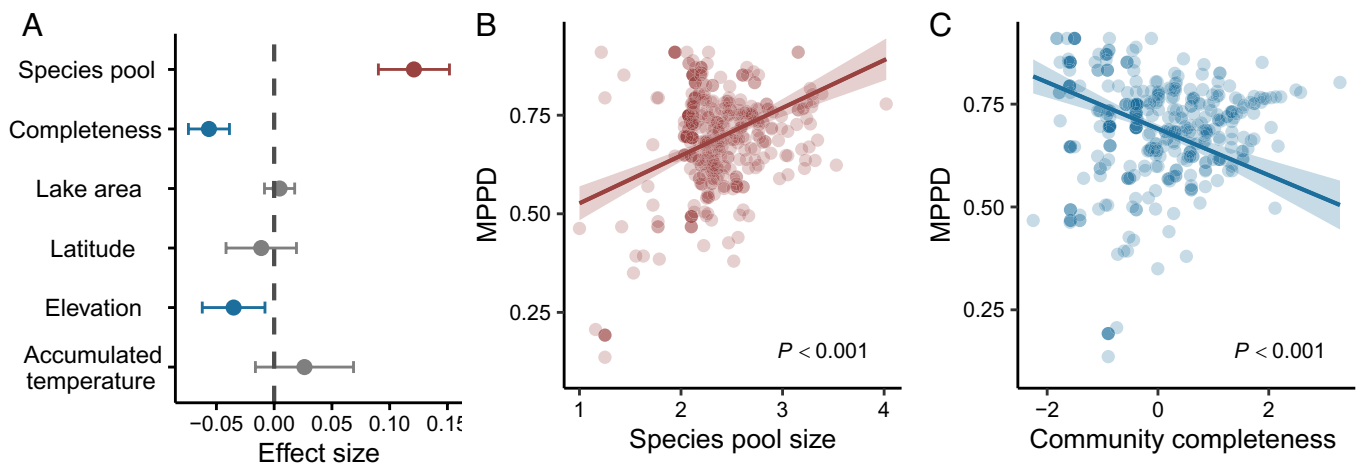 A
Species pool
Completeness
Lake area
Latitude
Elevation
Accumulated
temperature
−0.05 0.00 0.05 0.10 0.15
Effect size
B
MPPD
0.75
0.50
0.25
P < 0.001
1 2 3 4
Species pool size
C
MPPD
0.75
0.50
0.25
P < 0.001
−2 0 2
Community completeness